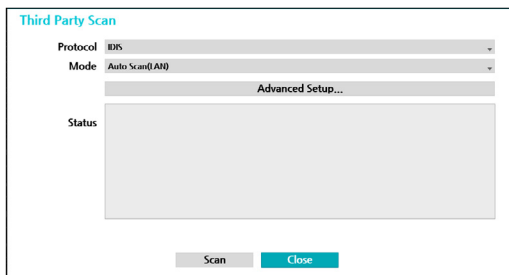 Third Party Scan
Protocol IDIS
Mode Auto Scan(LAN)
Advanced Setup...
Status
Scan Close